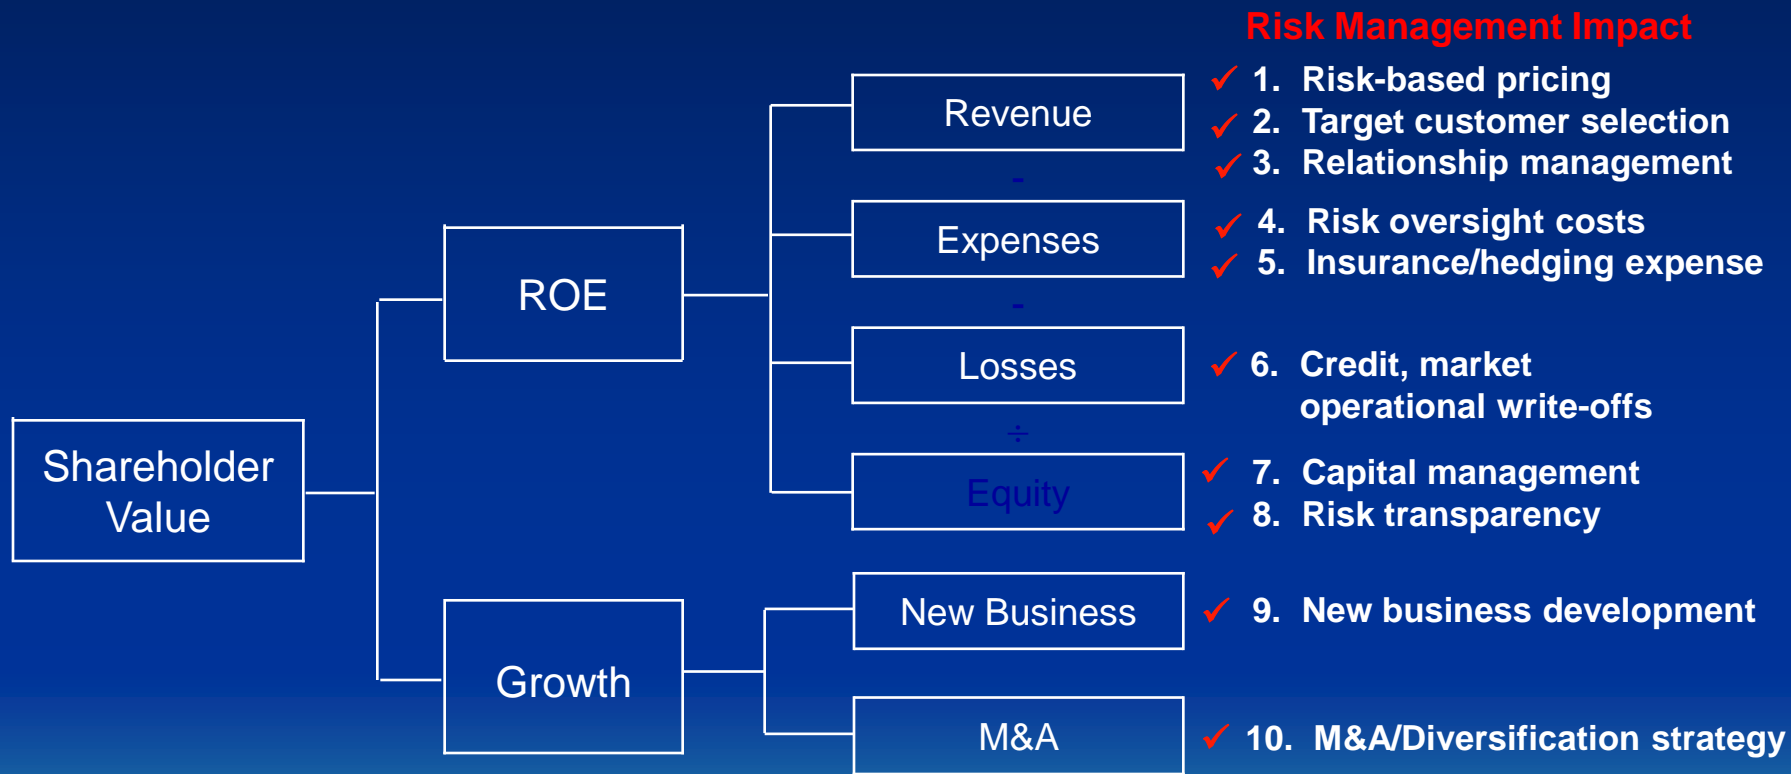 Risk Management Impact
✓ 1. Risk-based pricing
✓ 2. Target customer selection
✓ 3. Relationship management
✓ 4. Risk oversight costs
✓ 5. Insurance/hedging expense
✓ 6. Credit, market
operational write-offs
✓ 7. Capital management
✓ 8. Risk transparency
✓ 9. New business development
✓ 10. M&A/Diversification strategy
Revenue
-
Expenses
-
Losses
÷
Equity
New Business
M&A
ROE
Growth
Shareholder
Value